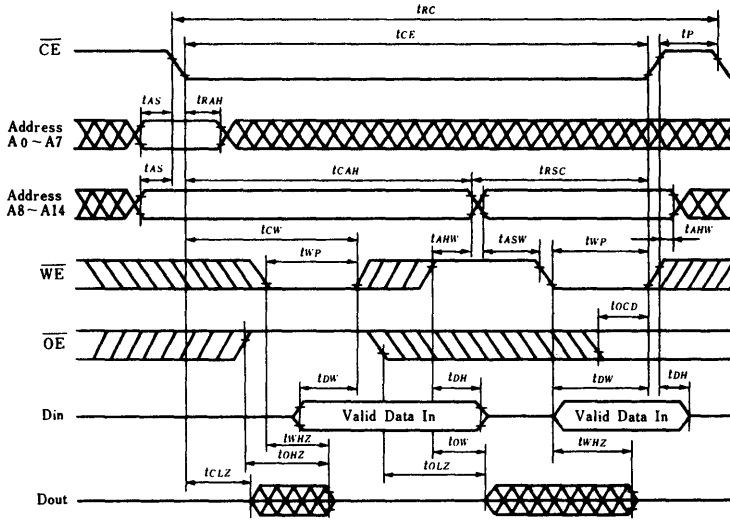 tRC
tCE
tP
CE
tAS
tRAH
Address
A0~A7
tAS
tCAH
tRSC
Address
A8~A14
tCW
tAHW
tASW
tWP
tAHW
tWP
WE
tOCD
OE
tDW
tDH
tDW
tDH
Din
Valid Data In
Valid Data In
tWHZ
tOW
tWHZ
tOHZ
tOLZ
tCLZ
Dout